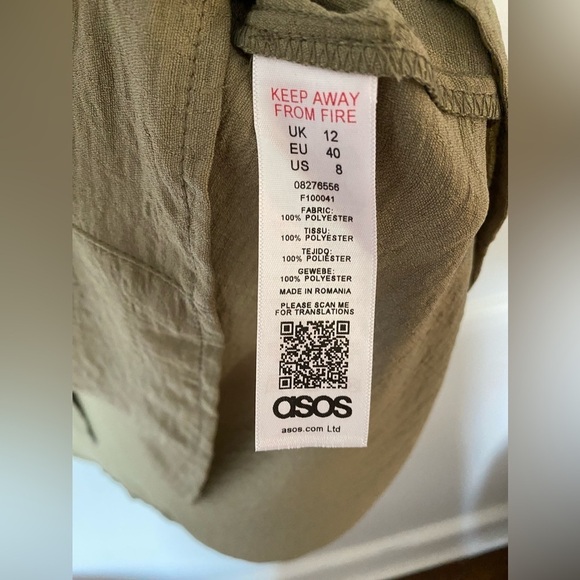 KEEP AWAY
FROM FIRE
UK 12
EU 40
US 8
08276556
F100041
FABRIC:
100% POLYESTER
TISSU:
100% POLYESTER
TEJIDO:
100% POLIÉSTER
GEWEBE:
100% POLYESTER
MADE IN ROMANIA
PLEASE SCAN ME
FOR TRANSLATIONS
asos
asos.com Ltd